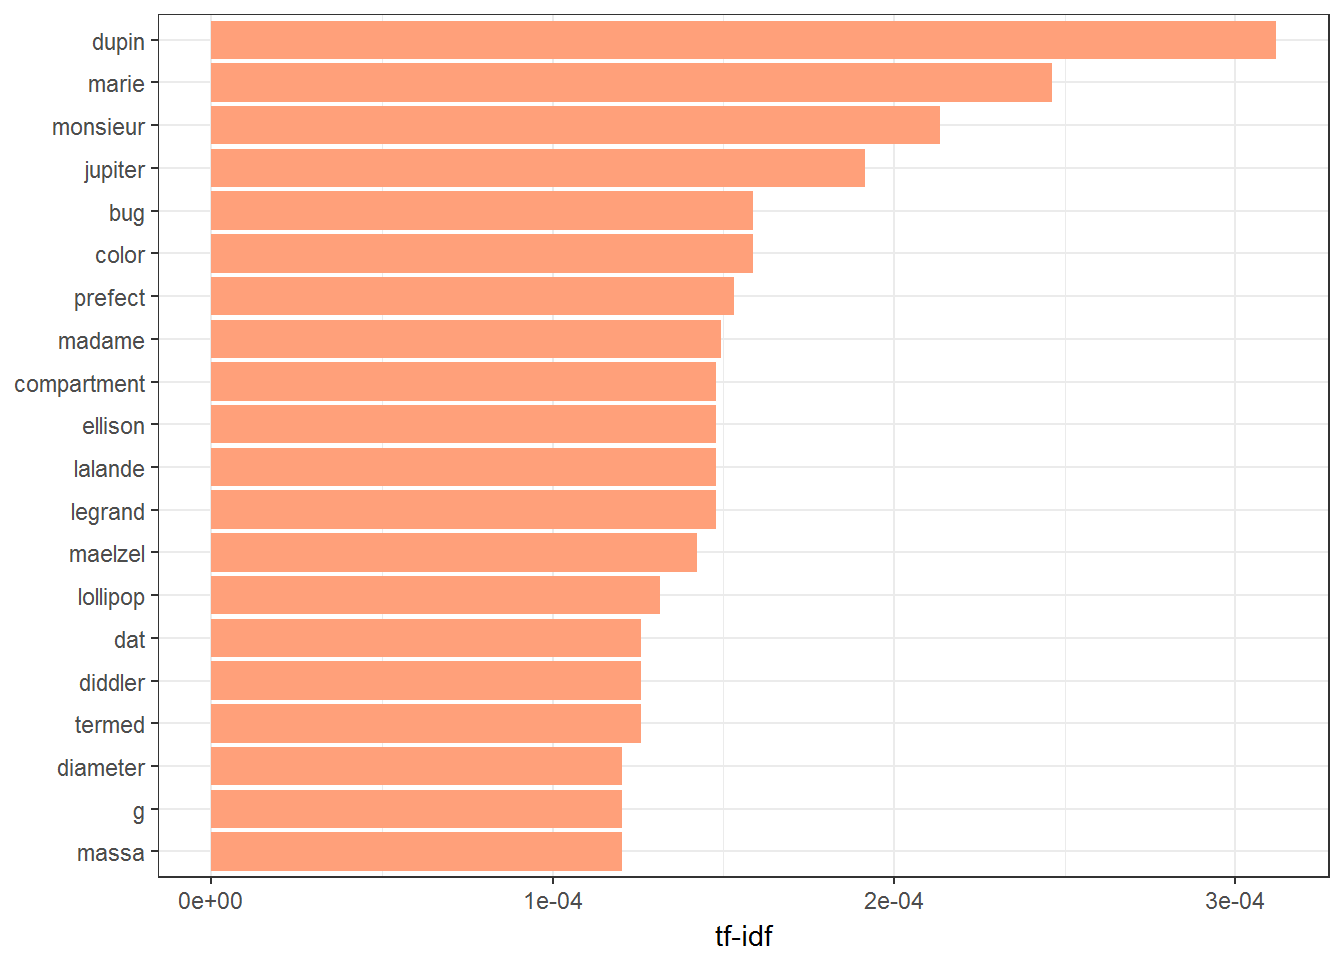 dupin
marie
monsieur
jupiter
bug
color
prefect
madame
compartment
ellison
lalande
legrand
maelzel
lollipop
dat
diddler
termed
diameter
g
massa
0e+00 1e-04 2e-04 3e-04
tf-idf